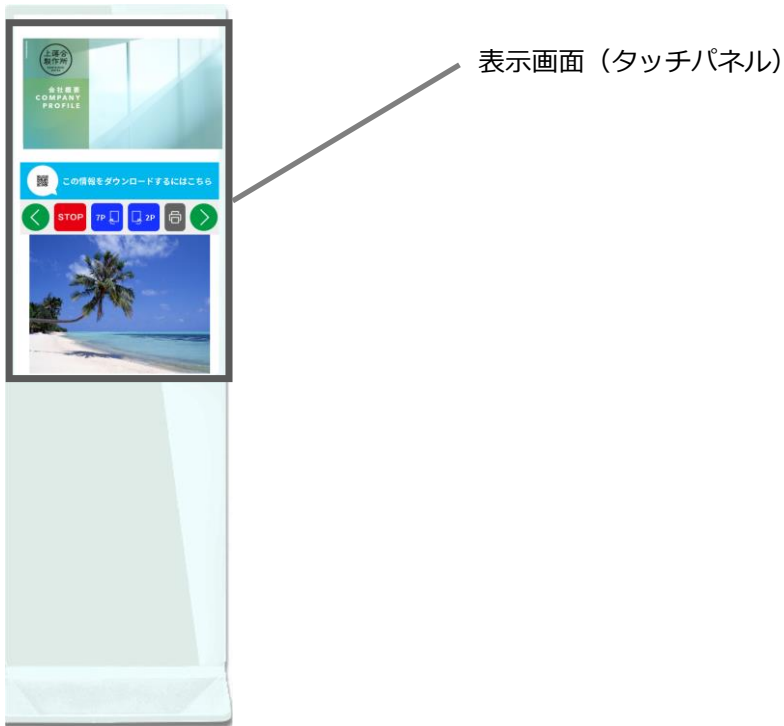 表示画面（タッチパネル）
上落合
製作所
会社概要
COMPANY
PROFILE
この情報をダウンロードするにはこちら
STOP
7P
2P